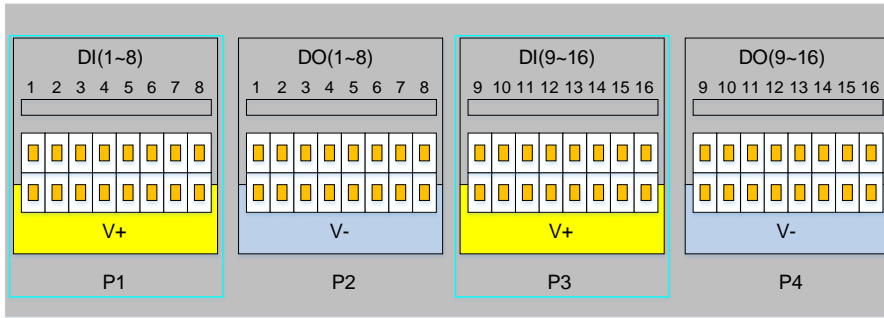 DI(1~8) DO(1~8) DI(9~16) DO(9~16)
1 2 3 4 5 6 7 8 1 2 3 4 5 6 7 8 9 10 11 12 13 14 15 16 9 10 11 12 13 14 15 16
V+ V- V+ V-
P1 P2 P3 P4